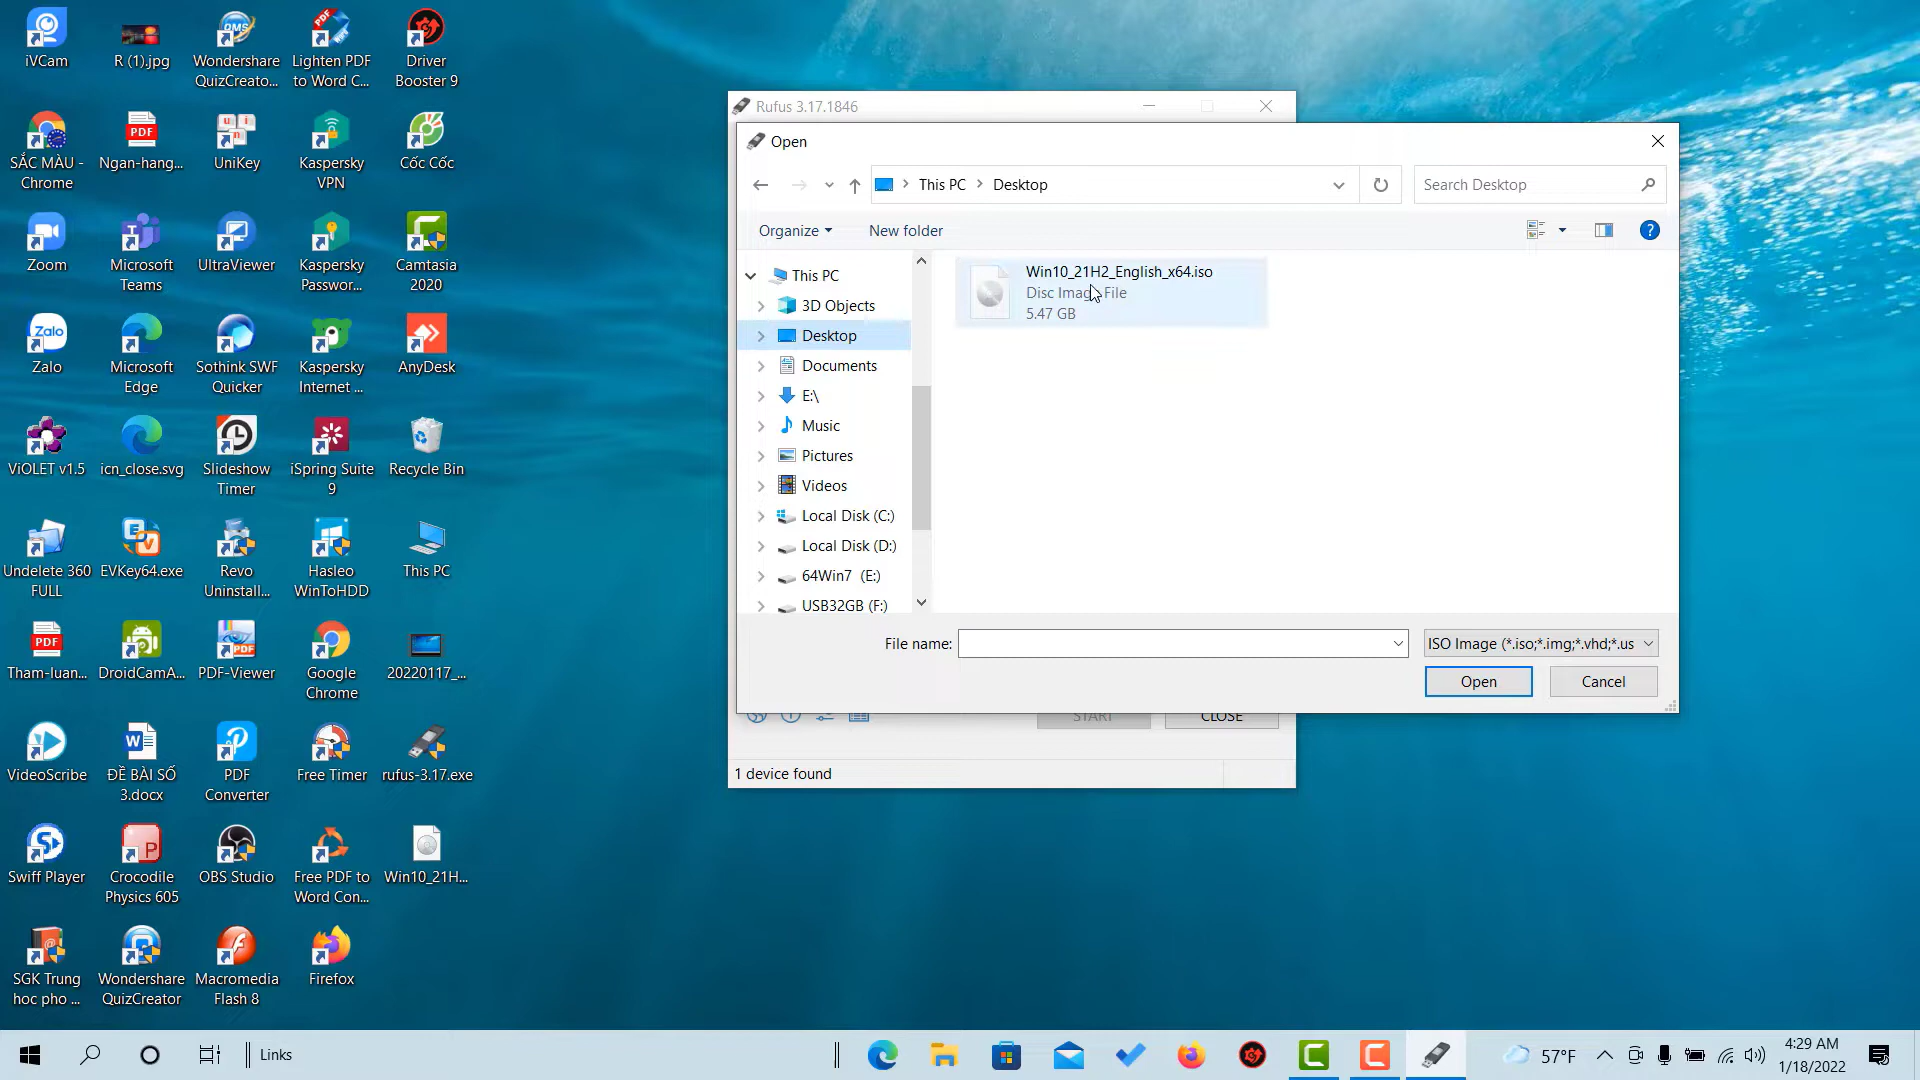 iVCam
R (1).jpg
Wondershare
QuizCreato...
Lighten PDF
to Word C...
Driver
Booster 9
SẮC MÀU -
Chrome
Ngan-hang...
UniKey
Kaspersky
VPN
Cốc Cốc
Zoom
Microsoft
Teams
UltraViewer
Kaspersky
Passwor...
Camtasia
2020
Zalo
Microsoft
Edge
Sothink SWF
Quicker
Kaspersky
Internet ...
AnyDesk
ViOLET v1.5
icn_close.svg
Slideshow
Timer
iSpring Suite
9
Recycle Bin
Undelete 360
FULL
EVKey64.exe
Revo
Uninstall...
Hasleo
WinToHDD
This PC
Tham-luan...
DroidCamA...
PDF-Viewer
Google
Chrome
20220117_...
VideoScribe
ĐỀ BÀI SỐ
3.docx
PDF
Converter
Free Timer
rufus-3.17.exe
Swiff Player
Crocodile
Physics 605
OBS Studio
Free PDF to
Word Con...
Win10_21H...
SGK Trung
hoc pho ...
Wondershare
QuizCreator
Macromedia
Flash 8
Firefox
Rufus 3.17.1846
Open
This PC
Desktop
Search Desktop
Organize
New folder
This PC
3D Objects
Desktop
Documents
E:\
Music
Pictures
Videos
Local Disk (C:)
Local Disk (D:)
64Win7 (E:)
USB32GB (F:)
Win10_21H2_English_x64.iso
Disc Image File
5.47 GB
File name:
ISO Image (*.iso;*.img;*.vhd;*.us
Open
Cancel
START
CLOSE
1 device found
Links
57°F
4:29 AM
1/18/2022